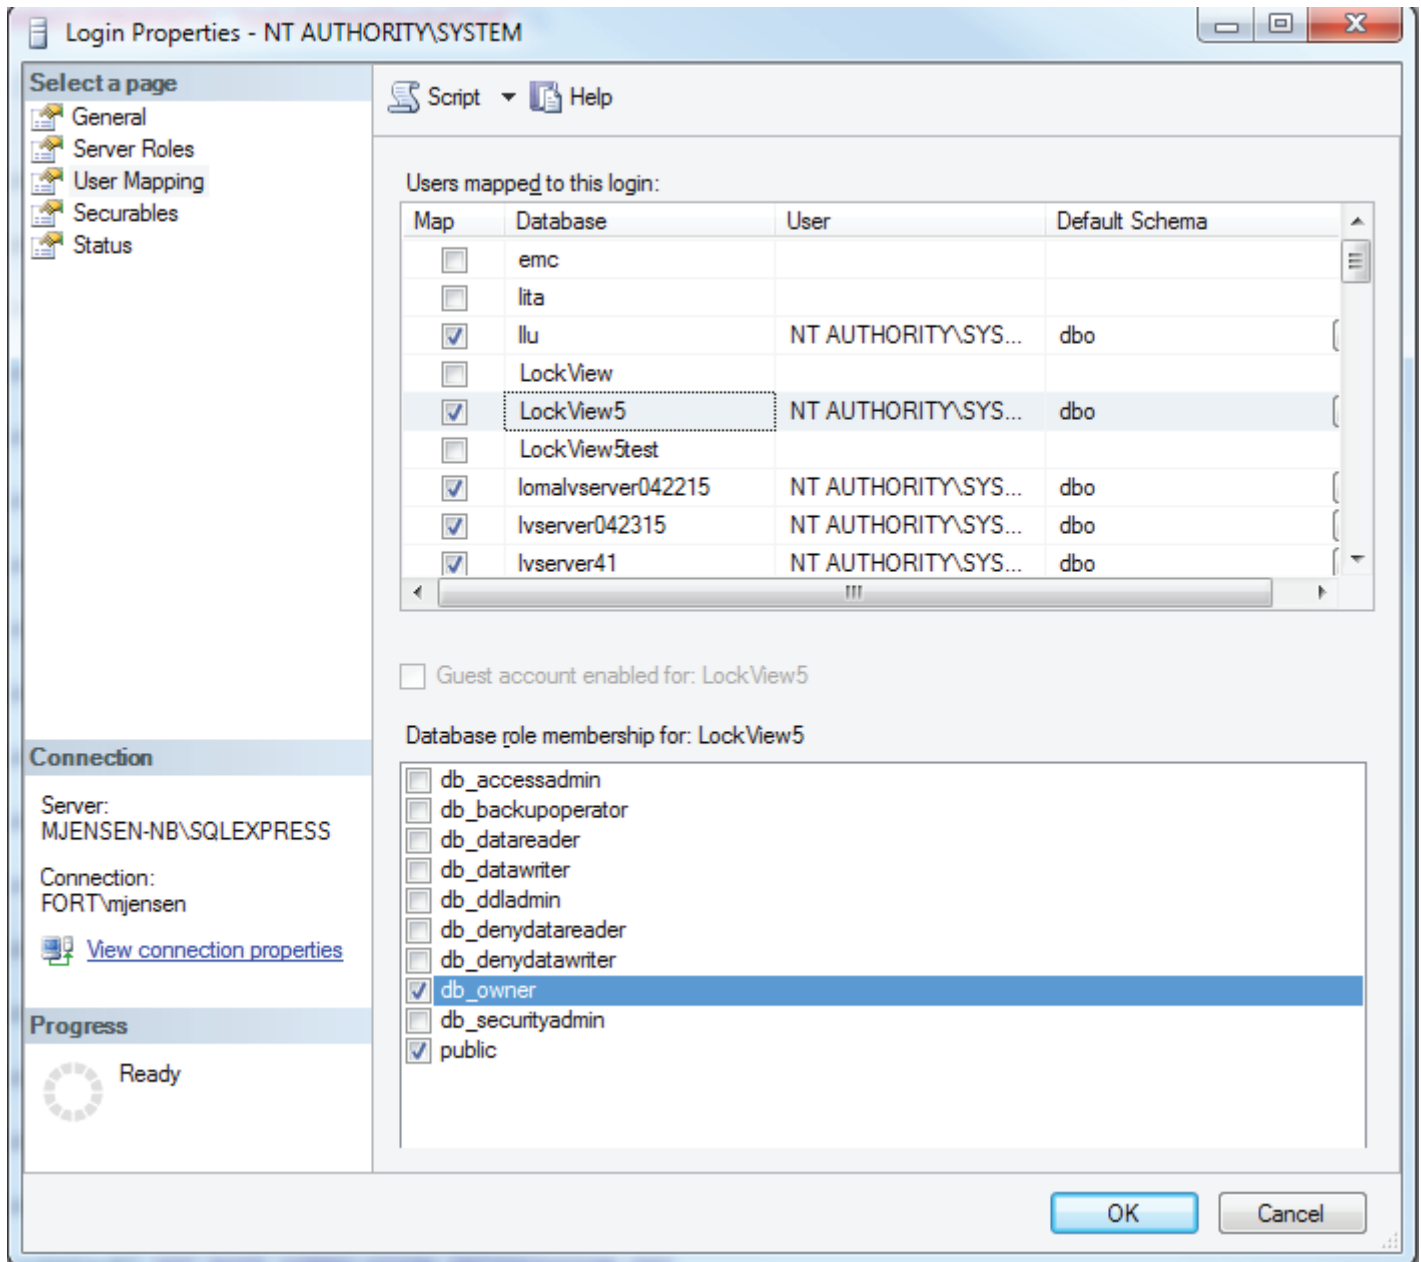 Login Properties - NT AUTHORITY\SYSTEM
Select a page
General
Server Roles
User Mapping
Securables
Status
Script Help
Users mapped to this login:
Map Database User Default Schema
emc
lita
llu NT AUTHORITY\SYS... dbo
LockView
LockView5 NT AUTHORITY\SYS... dbo
LockView5test
lomalvserver042215 NT AUTHORITY\SYS... dbo
lvserver042315 NT AUTHORITY\SYS... dbo
lvserver41 NT AUTHORITY\SYS... dbo
Guest account enabled for: LockView5
Database role membership for: LockView5
db_accessadmin
db_backupoperator
db_datareader
db_datawriter
db_ddladmin
db_denydatareader
db_denydatawriter
db_owner
db_securityadmin
public
Connection
Server:
MJENSEN-NB\SQLEXPRESS
Connection:
FORT\mjensen
View connection properties
Progress
Ready
OK Cancel